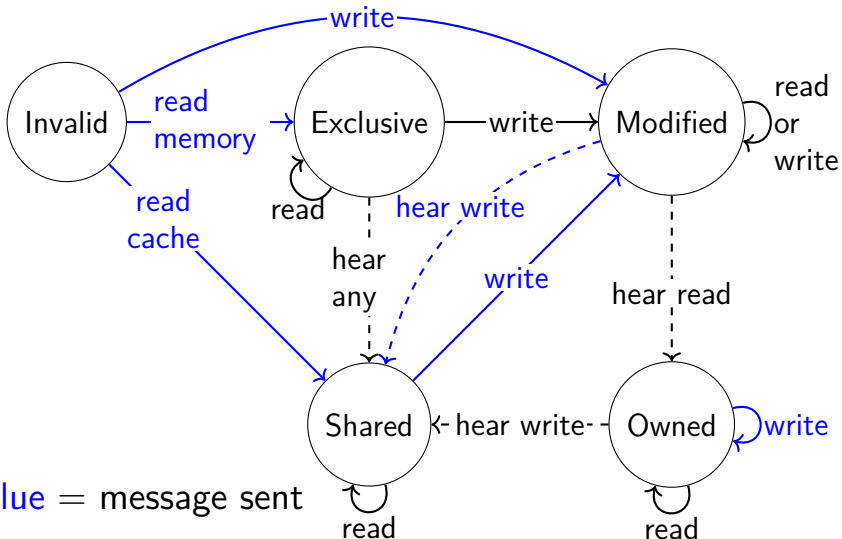 write
Invalid
read
memory
Exclusive
write
Modified
read
or
write
read
hear write
read
cache
hear
any
write
hear read
Shared
hear write
Owned
write
lue = message sent
read
read